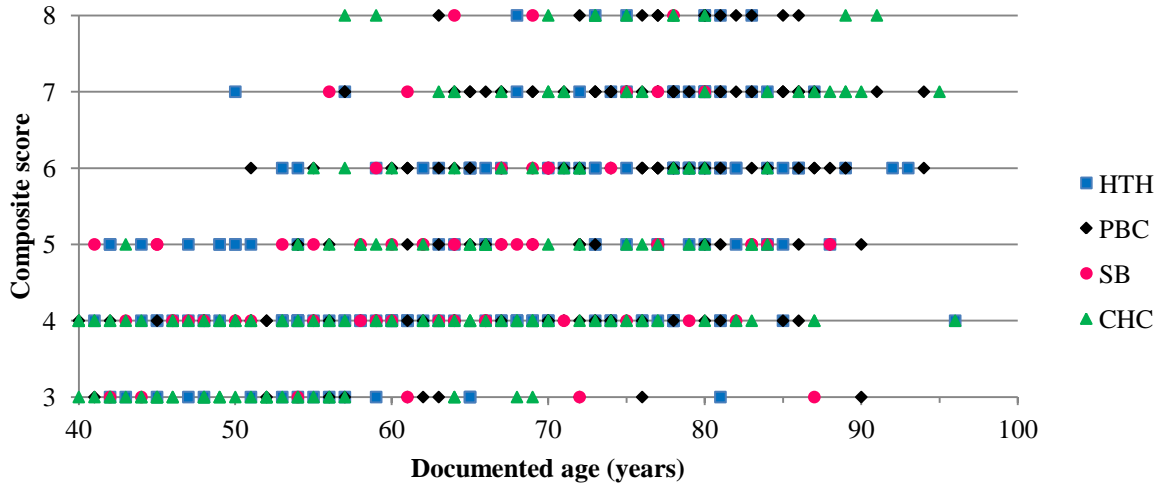 Composite score
8
7
6
5
4
3
40 50 60 70 80 90 100
Documented age (years)
HTH
PBC
SB
CHC